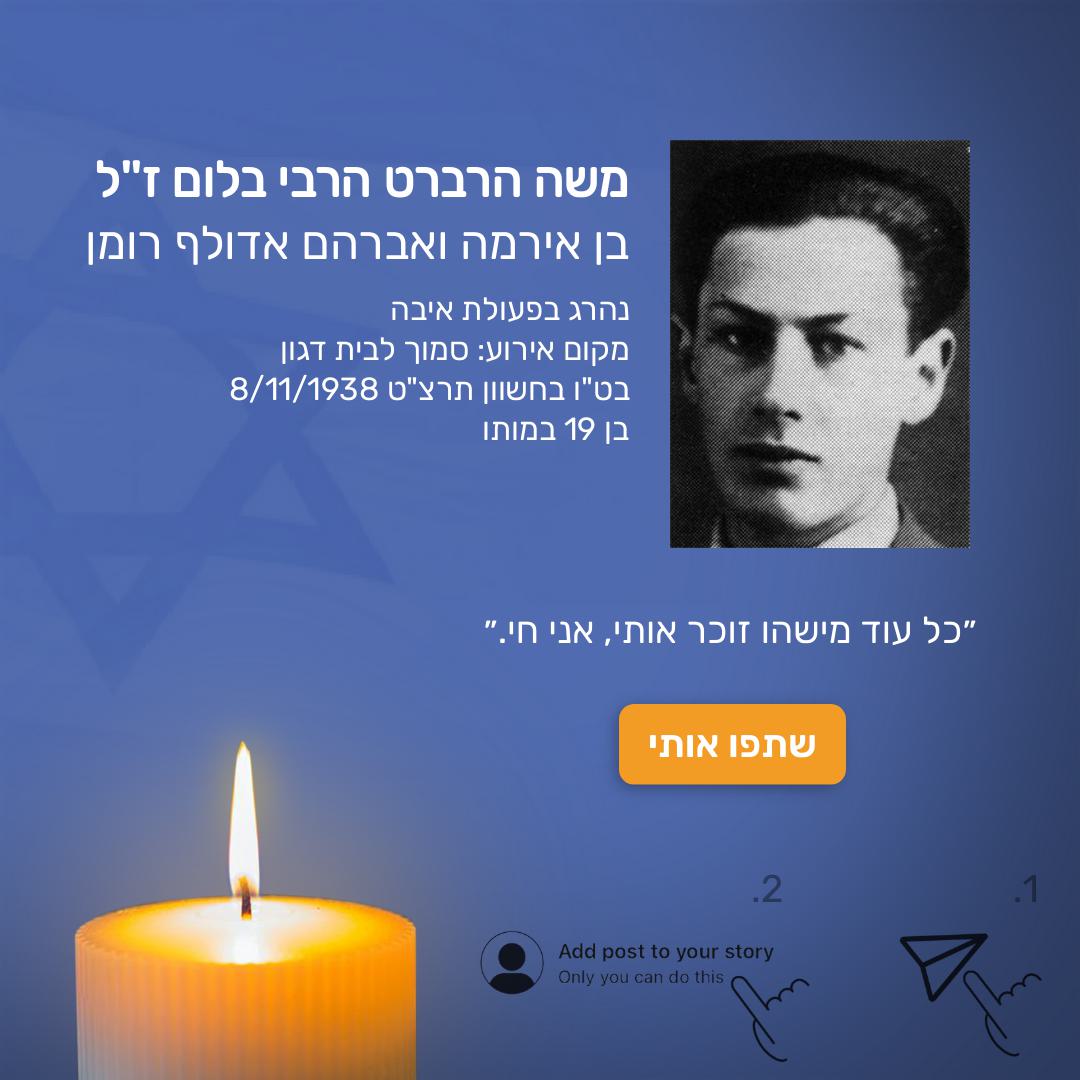 משה הרברט הרבי בלום ז"ל
בן אירמה ואברהם אדולף רומן
נהרג בפעולת איבה
מקום אירוע: סמוך לבית דגון
בט"ו בחשוון תרצ"ט 8/11/1938
בן 19 במותו
״כל עוד מישהו זוכר אותי, אני חי.״
שתפו אותי
1.
2.
Add post to your story
Only you can do this